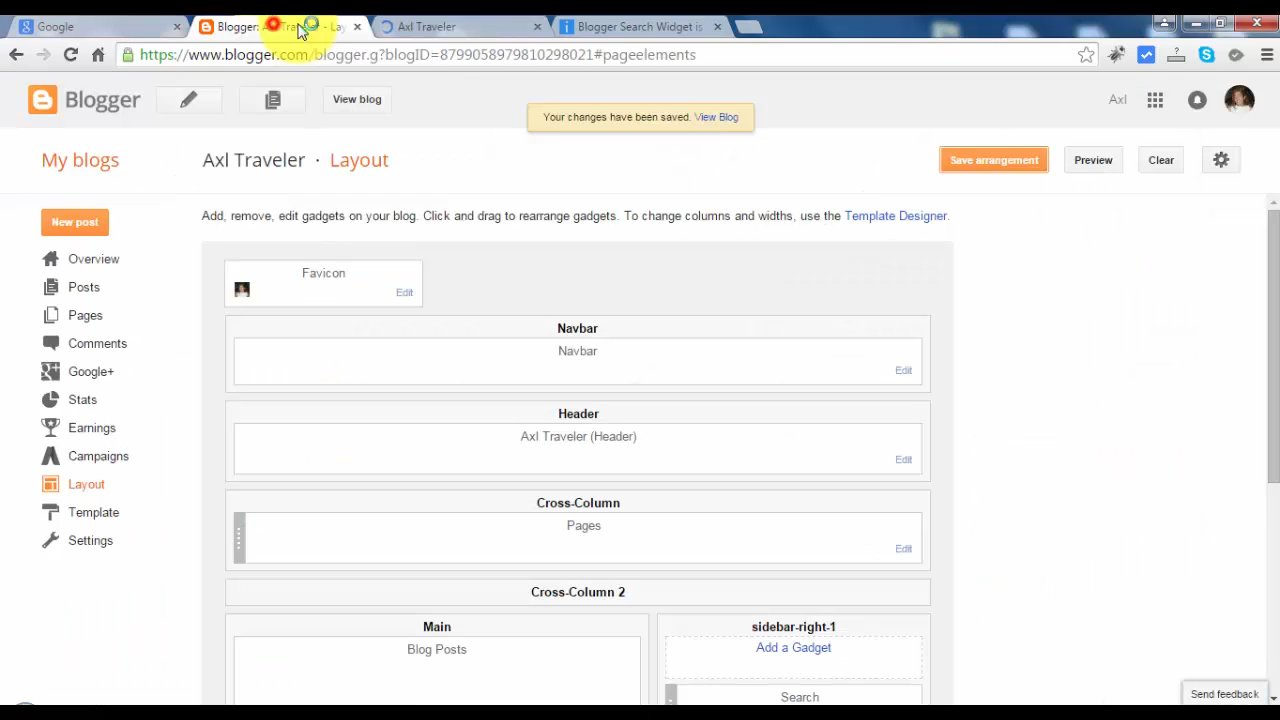 Google
Blogger: Axl Traveler - Lay
Axl Traveler
Blogger Search Widget is
https://www.blogger.com/blogger.g?blogID=8799058979810298021#pageelements
Blogger
View blog
Your changes have been saved. View Blog
Axl
My blogs
Axl Traveler · Layout
Save arrangement
Preview
Clear
New post
Add, remove, edit gadgets on your blog. Click and drag to rearrange gadgets. To change columns and widths, use the Template Designer.
Overview
Posts
Pages
Comments
Google+
Stats
Earnings
Campaigns
Layout
Template
Settings
Favicon
Edit
Navbar
Navbar
Edit
Header
Axl Traveler (Header)
Edit
Cross-Column
Pages
Edit
Cross-Column 2
Main
Blog Posts
sidebar-right-1
Add a Gadget
Search
Send feedback